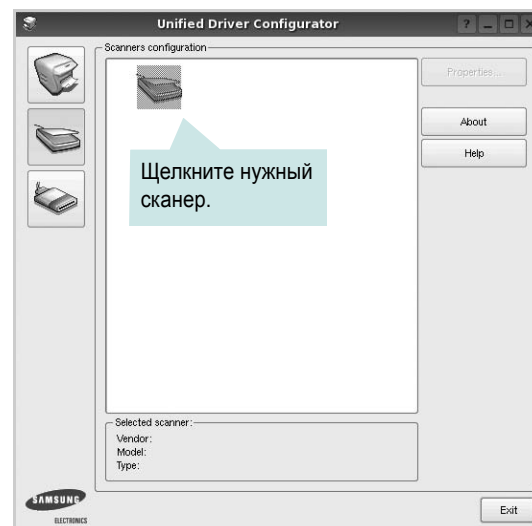 Unified Driver Configurator
Scanners configuration
Properties...
About
Help
Щелкните нужный
сканер.
Selected scanner:
Vendor:
Model:
Type:
SAMSUNG
ELECTRONICS
Exit